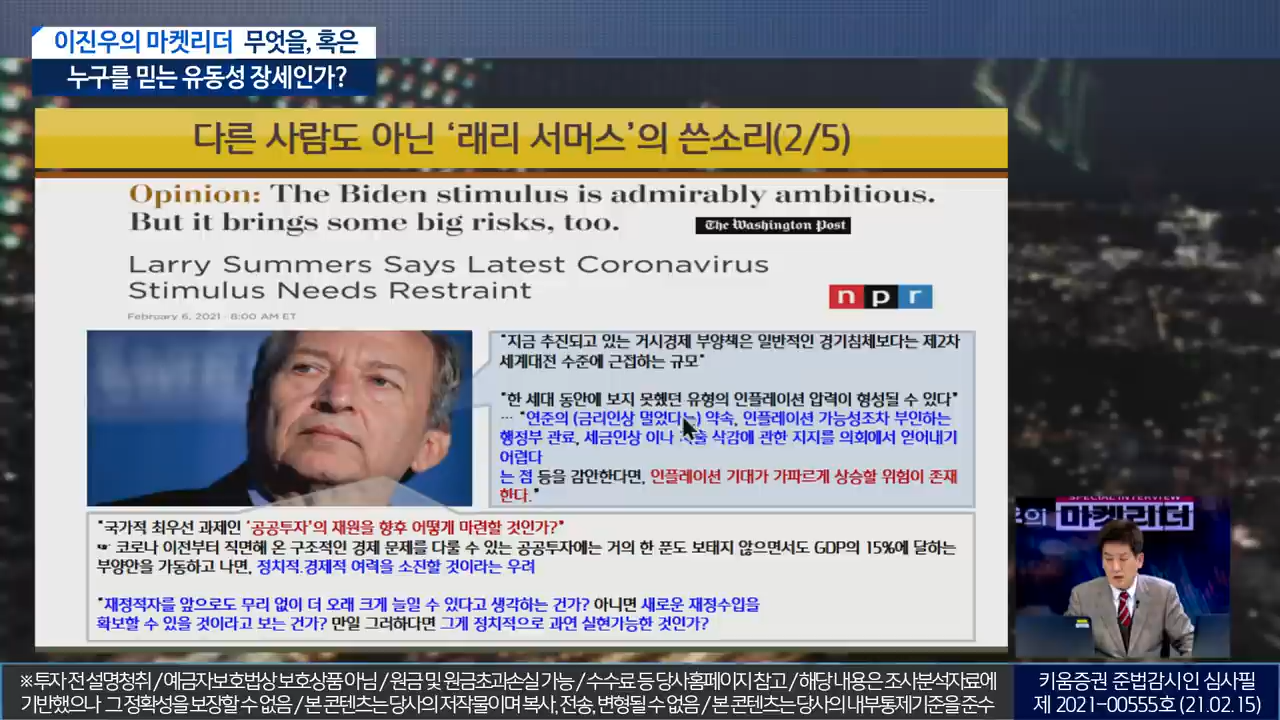 이진우의 마켓리더 무엇을, 혹은
누구를 믿는 유동성 장세인가?
다른 사람도 아닌 ‘래리 서머스’의 쓴소리(2/5)
Opinion: The Biden stimulus is admirably ambitious.
But it brings some big risks, too.
The Washington Post
Larry Summers Says Latest Coronavirus
Stimulus Needs Restraint
February 6, 2021 · 8:00 AM ET
npr
"지금 추진되고 있는 거시경제 부양책은 일반적인 경기침체보다는 제2차
세계대전 수준에 근접하는 규모"
"한 세대 동안에 보지 못했던 유형의 인플레이션 압력이 형성될 수 있다"
… "연준의 (금리인상 멀었다는) 약속, 인플레이션 가능성조차 부인하는
행정부 관료, 세금인상 이나 삭감에 관한 지지를 의회에서 얻어내기
어렵다
는 점 등을 감안한다면, 인플레이션 기대가 가파르게 상승할 위험이 존재
한다."
"국가적 최우선 과제인 '공공투자'의 재원을 향후 어떻게 마련할 것인가?"
☞ 코로나 이전부터 직면해 온 구조적인 경제 문제를 다룰 수 있는 공공투자에는 거의 한 푼도 보태지 않으면서도 GDP의 15%에 달하는
부양안을 가동하고 나면, 정치적.경제적 여력을 소진할 것이라는 우려
"재정적자를 앞으로도 무리 없이 더 오래 크게 늘일 수 있다고 생각하는 건가? 아니면 새로운 재정수입을
확보할 수 있을 것이라고 보는 건가? 만일 그러하다면 그게 정치적으로 과연 실현가능한 것인가?
SPECIAL INTERVIEW
우의 마켓리더
※투자 전 설명청취 / 예금자보호법상 보호상품 아님 / 원금 및 원금초과손실 가능 / 수수료 등 당사홈페이지 참고 / 해당 내용은 조사분석자료에
기반했으나 그 정확성을 보장할 수 없음 / 본 콘텐츠는 당사의 저작물이며 복사, 전송, 변형될 수 없음 / 본 콘텐츠는 당사의 내부통제기준을 준수
키움증권 준법감시인 심사필
제 2021-00555호 (21.02.15)